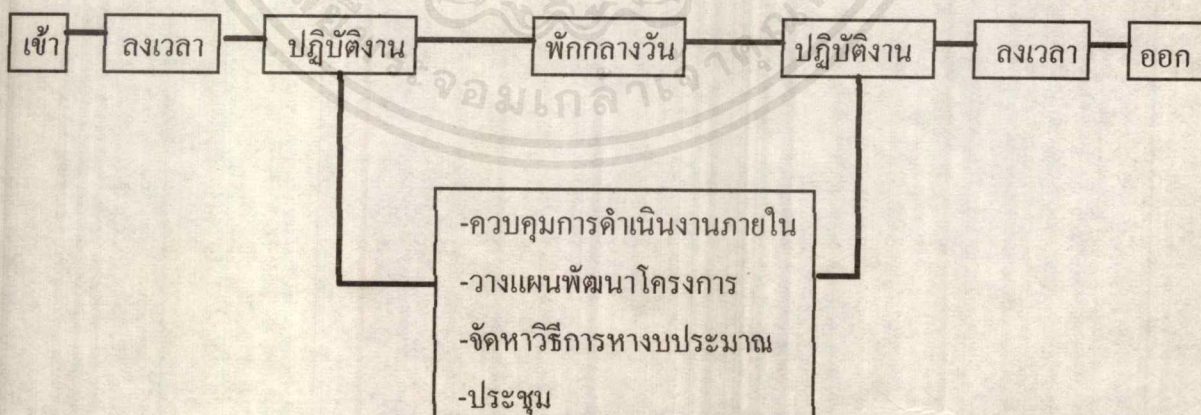 เข้า ลงเวลา ปฏิบัติงาน พักกลางวัน ปฏิบัติงาน ลงเวลา ออก
-ควบคุมการดำเนินงานภายใน
-วางแผนพัฒนาโครงการ
-จัดหาวิธีการหางบประมาณ
-ประชุม